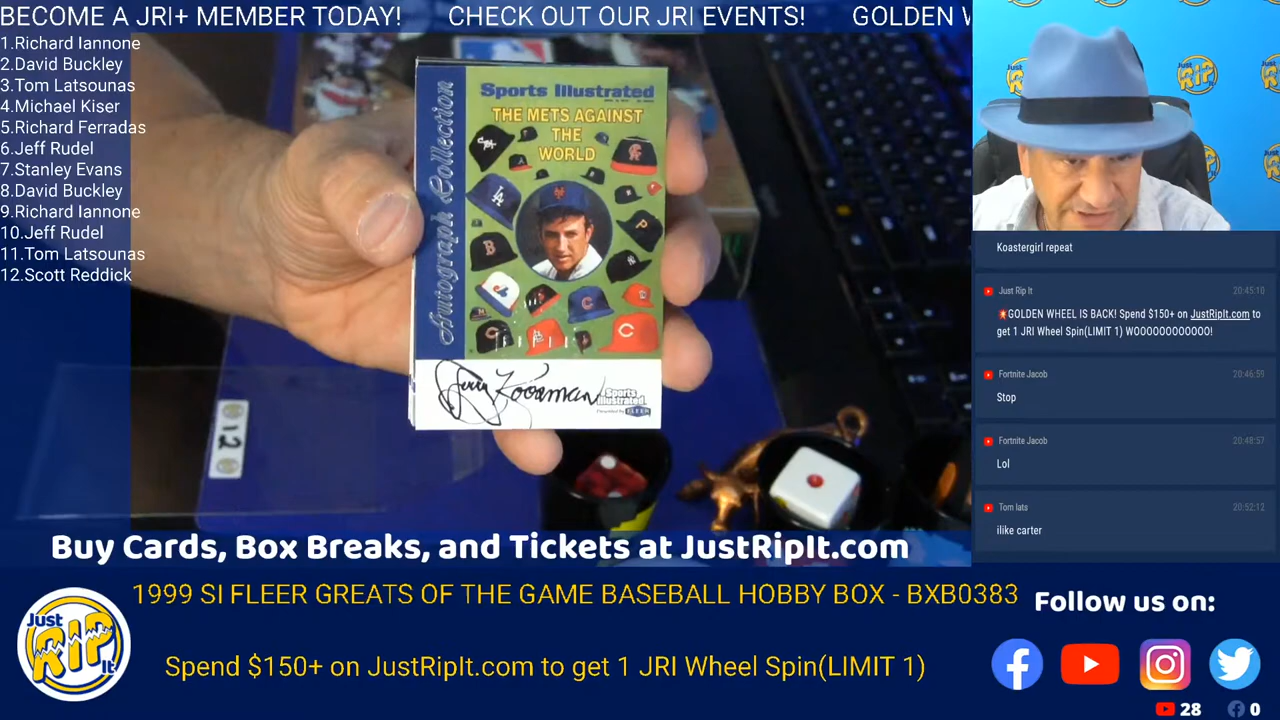 BECOME A JRI+ MEMBER TODAY! CHECK OUT OUR JRI EVENTS! GOLDEN W
1.Richard Iannone
2.David Buckley
3.Tom Latsounas
4.Michael Kiser
5.Richard Ferradas
6.Jeff Rudel
7.Stanley Evans
8.David Buckley
9.Richard Iannone
10.Jeff Rudel
11.Tom Latsounas
12.Scott Reddick
Autograph Collection
Sports Illustrated
THE METS AGAINST
THE
WORLD
Jerry Koosman
Sports
Illustrated
Presented by FLEER
12
Koastergirl repeat
Just Rip It 20:45:10
GOLDEN WHEEL IS BACK! Spend $150+ on JustRipIt.com to
get 1 JRI Wheel Spin(LIMIT 1) WOOOOOOOOOOOO!
Fortnite Jacob 20:46:59
Stop
Fortnite Jacob 20:48:57
Lol
Tom lats 20:52:12
ilike carter
Buy Cards, Box Breaks, and Tickets at JustRipIt.com
1999 SI FLEER GREATS OF THE GAME BASEBALL HOBBY BOX - BXB0383
Spend $150+ on JustRipIt.com to get 1 JRI Wheel Spin(LIMIT 1)
Just
RIP
It
Follow us on:
28 0